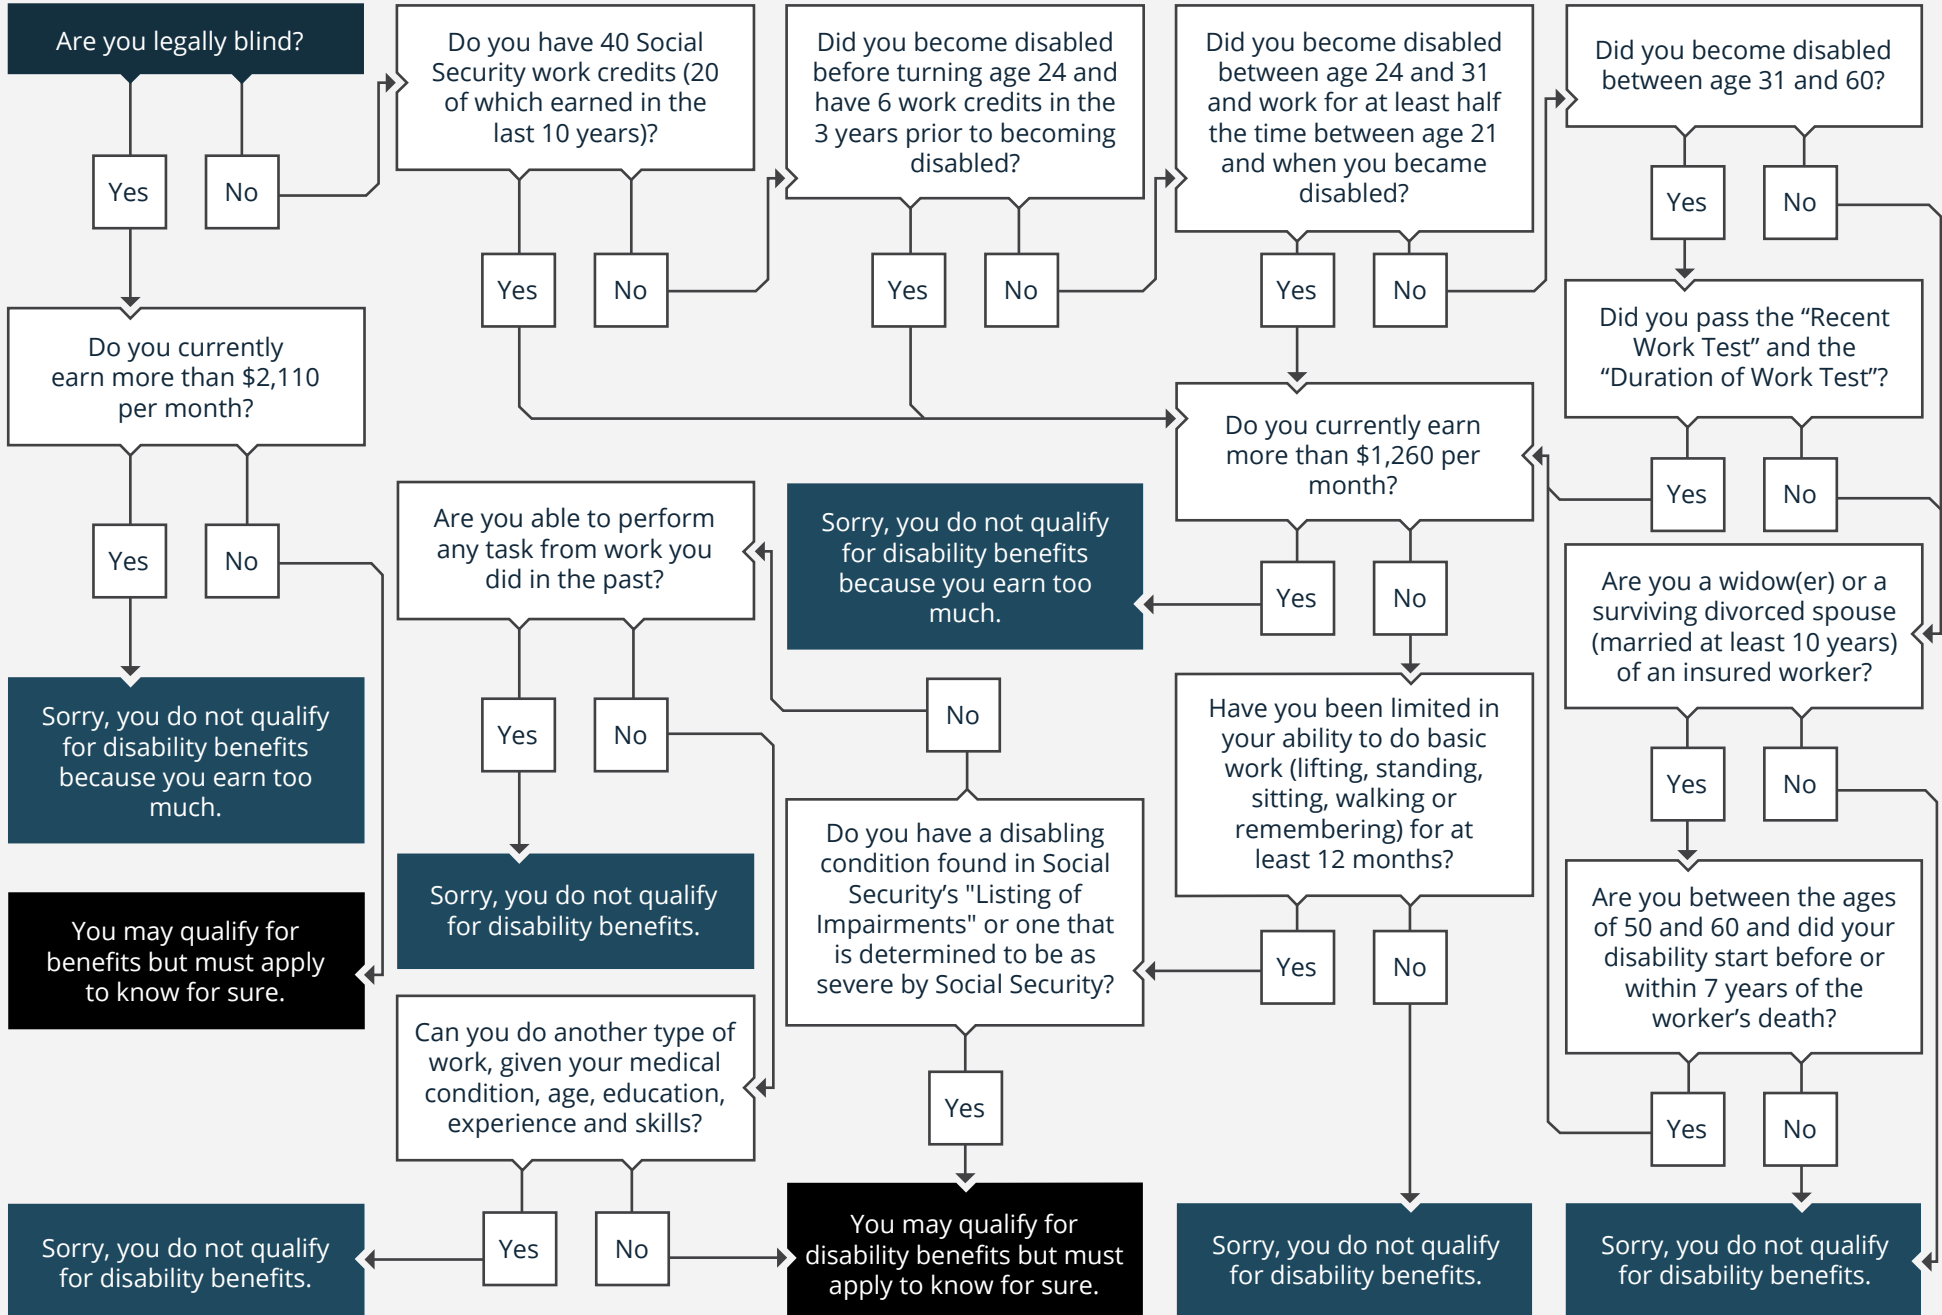 Are you legally blind?
Yes
No
Do you currently
earn more than $2,110
per month?
Yes
No
Sorry, you do not qualify
for disability benefits
because you earn too
much.
You may qualify for
benefits but must apply
to know for sure.
Do you have 40 Social
Security work credits (20
of which earned in the
last 10 years)?
Yes
No
Did you become disabled
before turning age 24 and
have 6 work credits in the
3 years prior to becoming
disabled?
Yes
No
Did you become disabled
between age 24 and 31
and work for at least half
the time between age 21
and when you became
disabled?
Yes
No
Did you become disabled
between age 31 and 60?
Yes
No
Did you pass the “Recent
Work Test” and the
“Duration of Work Test”?
Yes
No
Are you a widow(er) or a
surviving divorced spouse
(married at least 10 years)
of an insured worker?
Yes
No
Are you between the ages
of 50 and 60 and did your
disability start before or
within 7 years of the
worker’s death?
Yes
No
Sorry, you do not qualify
for disability benefits.
Do you currently earn
more than $1,260 per
month?
Yes
No
Sorry, you do not qualify
for disability benefits
because you earn too
much.
Have you been limited in
your ability to do basic
work (lifting, standing,
sitting, walking or
remembering) for at
least 12 months?
Yes
No
Sorry, you do not qualify
for disability benefits.
No
Do you have a disabling
condition found in Social
Security’s "Listing of
Impairments" or one that
is determined to be as
severe by Social Security?
Yes
You may qualify for
disability benefits but must
apply to know for sure.
Are you able to perform
any task from work you
did in the past?
Yes
No
Sorry, you do not qualify
for disability benefits.
Can you do another type of
work, given your medical
condition, age, education,
experience and skills?
Yes
No
Sorry, you do not qualify
for disability benefits.